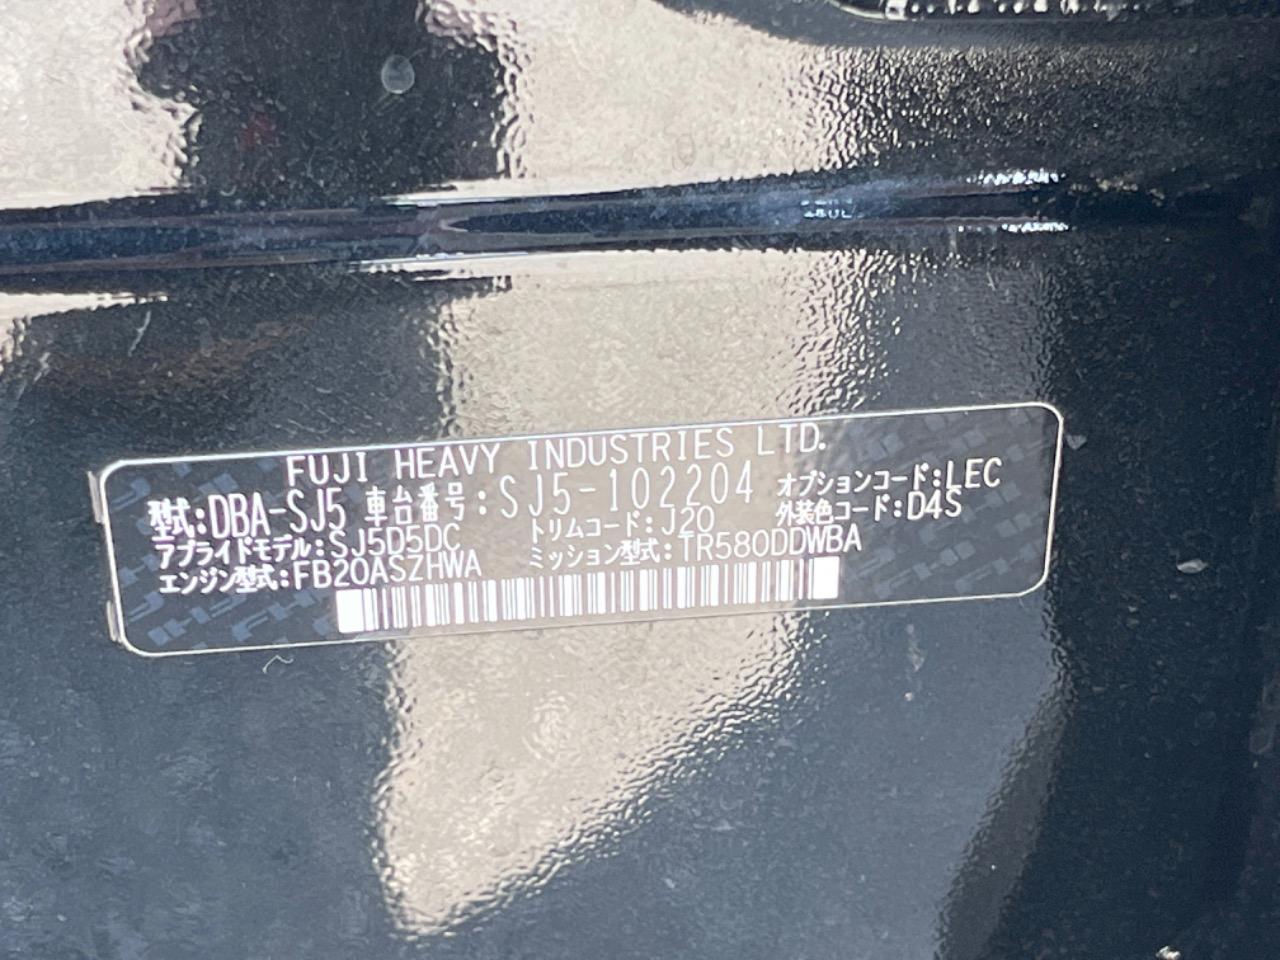 FUJI HEAVY INDUSTRIES LTD.
型式:DBA-SJ5 車台番号:SJ5-102204 オプションコード:LEC
アプライドモデル:SJ5D5DC トリムコード:J20 外装色コード:D4S
エンジン型式:FB20ASZHWA ミッション型式:TR580DDWBA